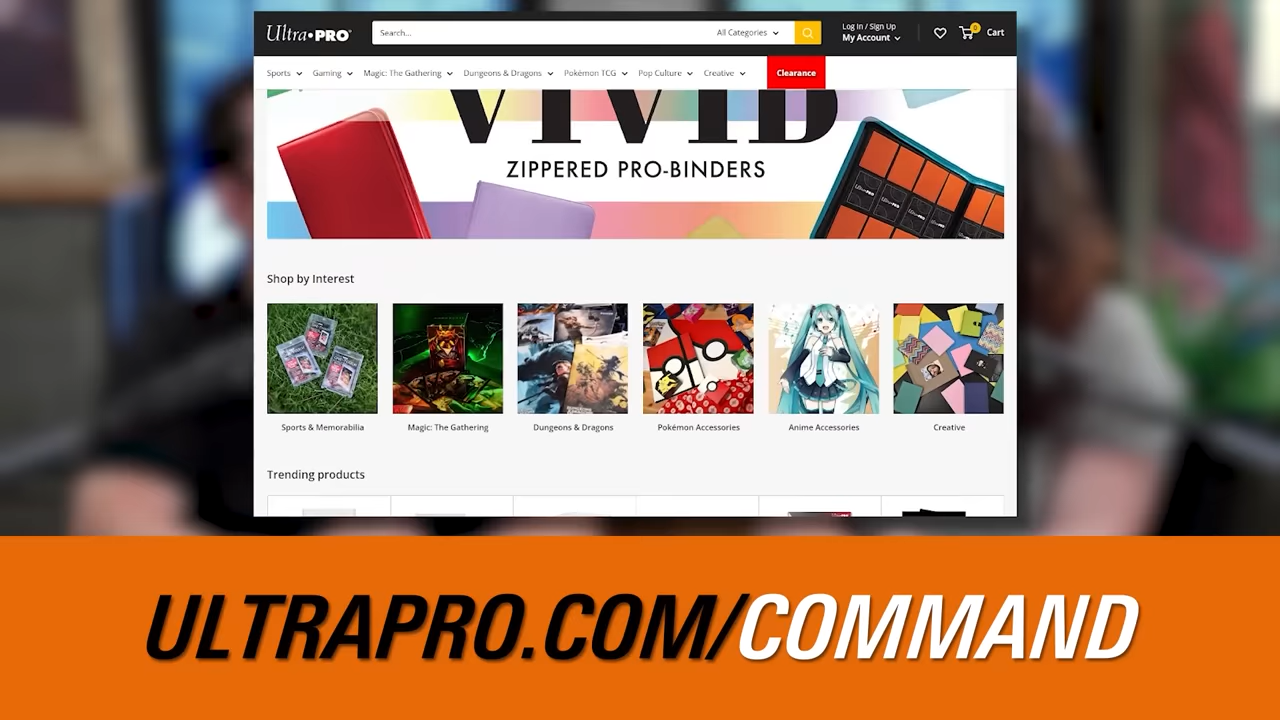 Ultra•PRO
Search...
All Categories
Log In / Sign Up
My Account
0
Cart
Sports
Gaming
Magic: The Gathering
Dungeons & Dragons
Pokémon TCG
Pop Culture
Creative
Clearance
VIVID
ZIPPERED PRO-BINDERS
Shop by Interest
Sports & Memorabilia
Magic: The Gathering
Dungeons & Dragons
Pokémon Accessories
Anime Accessories
Creative
Trending products
ULTRAPRO.COM/COMMAND